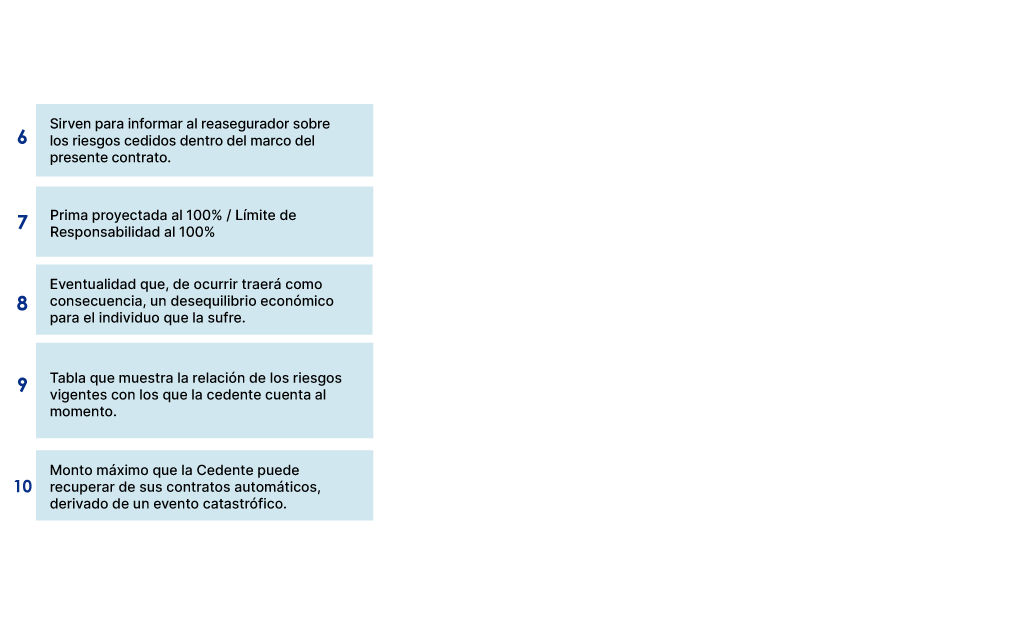 6
Sirven para informar al reasegurador sobre
los riesgos cedidos dentro del marco del
presente contrato.
7
Prima proyectada al 100% / Límite de
Responsabilidad al 100%
8
Eventualidad que, de ocurrir traerá como
consecuencia, un desequilibrio económico
para el individuo que la sufre.
9
Tabla que muestra la relación de los riesgos
vigentes con los que la cedente cuenta al
momento.
10
Monto máximo que la Cedente puede
recuperar de sus contratos automáticos,
derivado de un evento catastrófico.